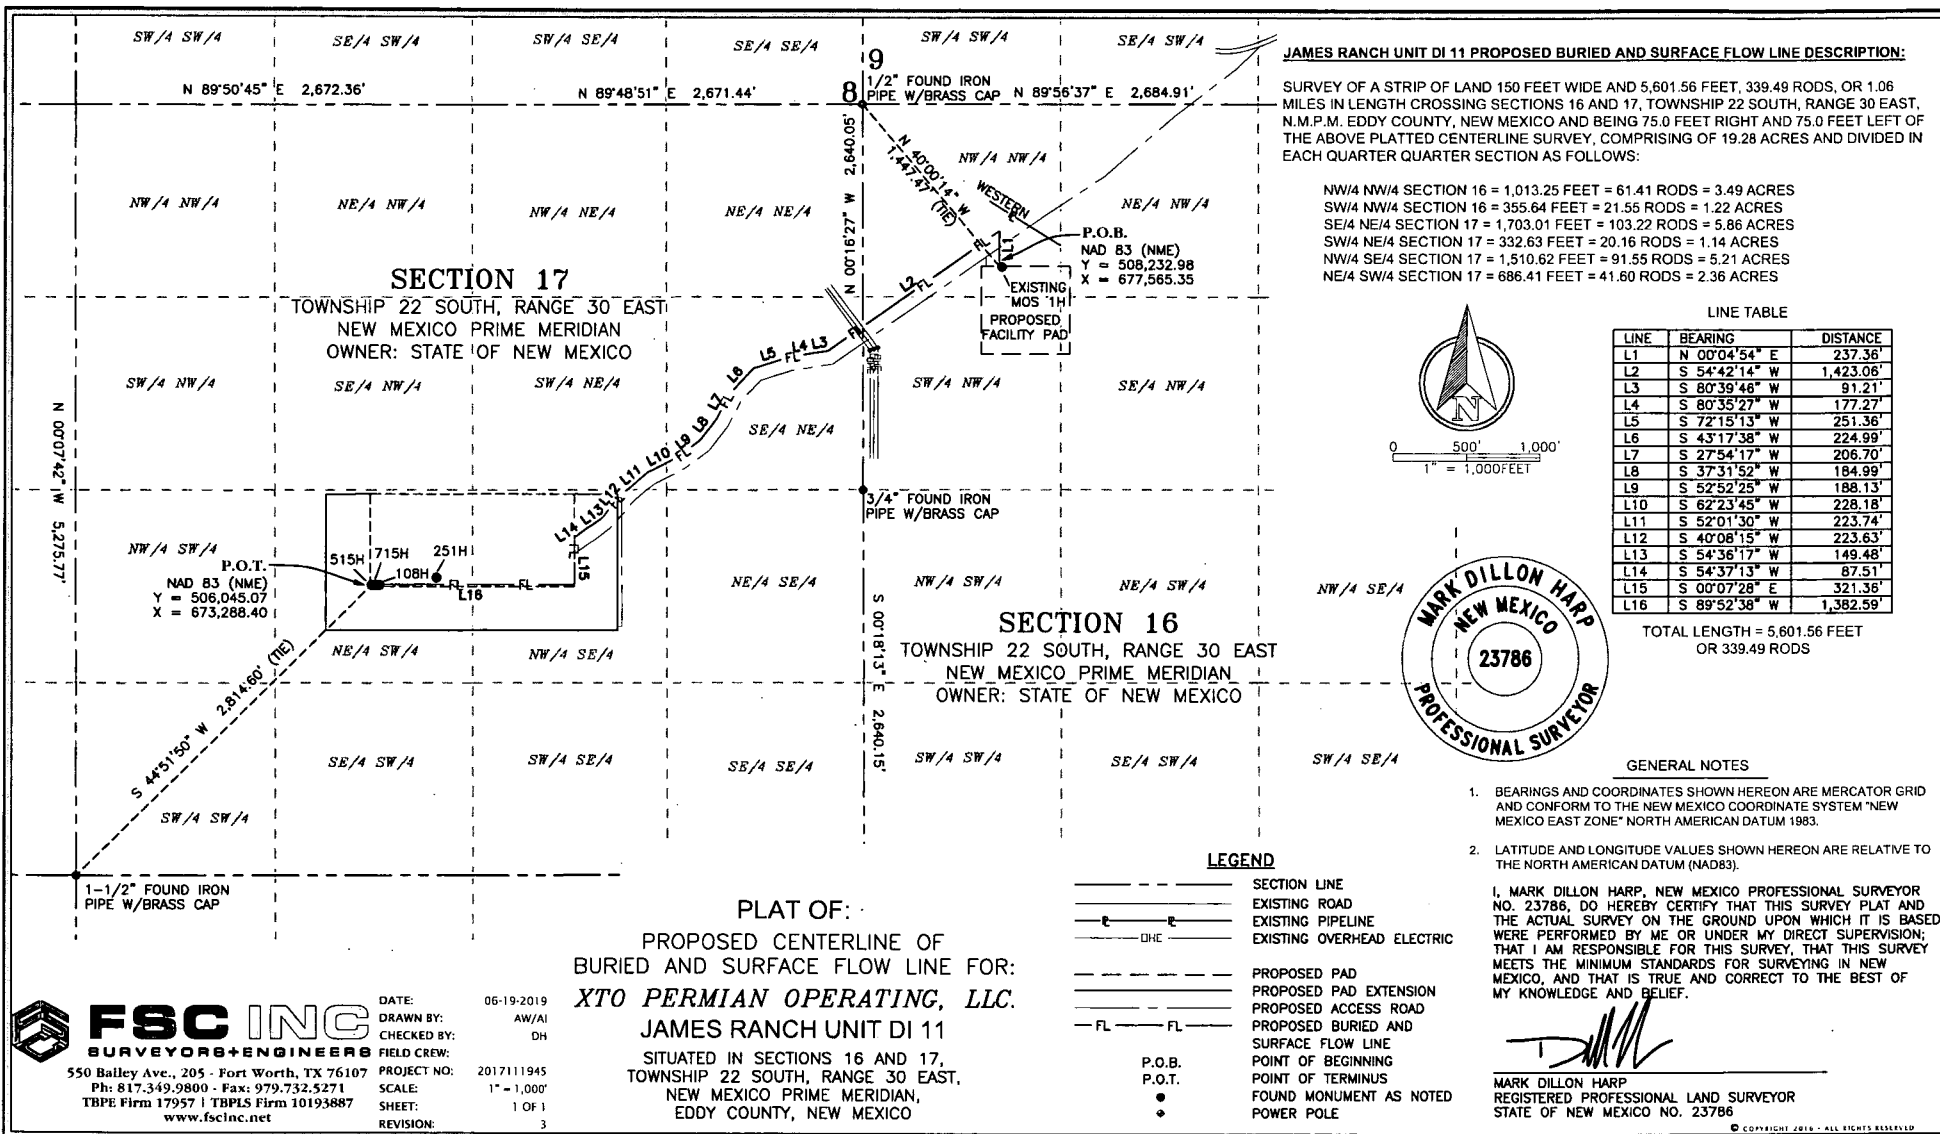 SW/4 SW/4
SE/4 SW/4
SW/4 SE/4
SE/4 SE/4
SW/4 SW/4
SE/4 SW/4
N 89°50'45" E 2,672.36'
N 89°48'51" E 2,671.44'
9
8
1/2" FOUND IRON
PIPE W/BRASS CAP
N 89°56'37" E 2,684.91'
N 00°16'27" W 2,640.05'
N 40°00'14" W
1,447.47' (TIE)
NW/4 NW/4
WESTERN
NW/4 NW/4
NE/4 NW/4
NW/4 NE/4
NE/4 NE/4
NE/4 NW/4
P.O.B.
NAD 83 (NME)
Y = 508,232.98
X = 677,565.35
L1
FL
L2
FL
EXISTING
MOS 1H
PROPOSED
FACILITY PAD
SECTION 17
TOWNSHIP 22 SOUTH, RANGE 30 EAST
NEW MEXICO PRIME MERIDIAN
OWNER: STATE OF NEW MEXICO
SW/4 NW/4
SE/4 NW/4
SW/4 NE/4
SE/4 NE/4
SW/4 NW/4
SE/4 NW/4
FL
OHE
L3
L4
FL
L5
L6
L7
FL
L8
L9
FL
L10
L11
L12
L13
L14
L15
N 00°07'42" W 5,275.77'
3/4" FOUND IRON
PIPE W/BRASS CAP
NW/4 SW/4
P.O.T.
NAD 83 (NME)
Y = 506,045.07
X = 673,288.40
515H
715H
251H
108H
FL
FL
L16
NE/4 SE/4
NW/4 SW/4
NE/4 SW/4
NW/4 SE/4
S 00°18'13" E 2,640.15'
SECTION 16
TOWNSHIP 22 SOUTH, RANGE 30 EAST
NEW MEXICO PRIME MERIDIAN
OWNER: STATE OF NEW MEXICO
NE/4 SW/4
NW/4 SE/4
S 44°51'50" W 2,814.60' (TIE)
SW/4 SW/4
SE/4 SW/4
SW/4 SE/4
SE/4 SE/4
SW/4 SW/4
SE/4 SW/4
SW/4 SE/4
1-1/2" FOUND IRON
PIPE W/BRASS CAP
JAMES RANCH UNIT DI 11 PROPOSED BURIED AND SURFACE FLOW LINE DESCRIPTION:
SURVEY OF A STRIP OF LAND 150 FEET WIDE AND 5,601.56 FEET, 339.49 RODS, OR 1.06
MILES IN LENGTH CROSSING SECTIONS 16 AND 17, TOWNSHIP 22 SOUTH, RANGE 30 EAST,
N.M.P.M. EDDY COUNTY, NEW MEXICO AND BEING 75.0 FEET RIGHT AND 75.0 FEET LEFT OF
THE ABOVE PLATTED CENTERLINE SURVEY, COMPRISING OF 19.28 ACRES AND DIVIDED IN
EACH QUARTER QUARTER SECTION AS FOLLOWS:
NW/4 NW/4 SECTION 16 = 1,013.25 FEET = 61.41 RODS = 3.49 ACRES
SW/4 NW/4 SECTION 16 = 355.64 FEET = 21.55 RODS = 1.22 ACRES
SE/4 NE/4 SECTION 17 = 1,703.01 FEET = 103.22 RODS = 5.86 ACRES
SW/4 NE/4 SECTION 17 = 332.63 FEET = 20.16 RODS = 1.14 ACRES
NW/4 SE/4 SECTION 17 = 1,510.62 FEET = 91.55 RODS = 5.21 ACRES
NE/4 SW/4 SECTION 17 = 686.41 FEET = 41.60 RODS = 2.36 ACRES
N
0 500' 1,000'
1" = 1,000FEET
LINE TABLE
LINE BEARING DISTANCE
L1 N 00°04'54" E 237.36'
L2 S 54°42'14" W 1,423.06'
L3 S 80°39'46" W 91.21'
L4 S 80°35'27" W 177.27'
L5 S 72°15'13" W 251.36'
L6 S 43°17'38" W 224.99'
L7 S 27°54'17" W 206.70'
L8 S 37°31'52" W 184.99'
L9 S 52°52'25" W 188.13'
L10 S 62°23'45" W 228.18'
L11 S 52°01'30" W 223.74'
L12 S 40°08'15" W 223.63'
L13 S 54°36'17" W 149.48'
L14 S 54°37'13" W 87.51'
L15 S 00°07'28" E 321.36'
L16 S 89°52'38" W 1,382.59'
TOTAL LENGTH = 5,601.56 FEET
OR 339.49 RODS
MARK DILLON HARP
NEW MEXICO
23786
PROFESSIONAL SURVEYOR
GENERAL NOTES
1. BEARINGS AND COORDINATES SHOWN HEREON ARE MERCATOR GRID
AND CONFORM TO THE NEW MEXICO COORDINATE SYSTEM "NEW
MEXICO EAST ZONE" NORTH AMERICAN DATUM 1983.
2. LATITUDE AND LONGITUDE VALUES SHOWN HEREON ARE RELATIVE TO
THE NORTH AMERICAN DATUM (NAD83).
I, MARK DILLON HARP, NEW MEXICO PROFESSIONAL SURVEYOR
NO. 23786, DO HEREBY CERTIFY THAT THIS SURVEY PLAT AND
THE ACTUAL SURVEY ON THE GROUND UPON WHICH IT IS BASED
WERE PERFORMED BY ME OR UNDER MY DIRECT SUPERVISION;
THAT I AM RESPONSIBLE FOR THIS SURVEY, THAT THIS SURVEY
MEETS THE MINIMUM STANDARDS FOR SURVEYING IN NEW
MEXICO, AND THAT IS TRUE AND CORRECT TO THE BEST OF
MY KNOWLEDGE AND BELIEF.
MARK DILLON HARP
REGISTERED PROFESSIONAL LAND SURVEYOR
STATE OF NEW MEXICO NO. 23786
© COPYRIGHT 2016 - ALL RIGHTS RESERVED
LEGEND
SECTION LINE
EXISTING ROAD
EXISTING PIPELINE
OHE EXISTING OVERHEAD ELECTRIC
PROPOSED PAD
PROPOSED PAD EXTENSION
PROPOSED ACCESS ROAD
FL FL PROPOSED BURIED AND
SURFACE FLOW LINE
P.O.B. POINT OF BEGINNING
P.O.T. POINT OF TERMINUS
FOUND MONUMENT AS NOTED
POWER POLE
PLAT OF:
PROPOSED CENTERLINE OF
BURIED AND SURFACE FLOW LINE FOR:
XTO PERMIAN OPERATING, LLC.
JAMES RANCH UNIT DI 11
SITUATED IN SECTIONS 16 AND 17,
TOWNSHIP 22 SOUTH, RANGE 30 EAST,
NEW MEXICO PRIME MERIDIAN,
EDDY COUNTY, NEW MEXICO
FSC INC
SURVEYORS+ENGINEERS
550 Bailey Ave., 205 - Fort Worth, TX 76107
Ph: 817.349.9800 - Fax: 979.732.5271
TBPE Firm 17957 | TBPLS Firm 10193887
www.fscinc.net
DATE: 06-19-2019
DRAWN BY: AW/AI
CHECKED BY: DH
FIELD CREW:
PROJECT NO: 2017111945
SCALE: 1" = 1,000'
SHEET: 1 OF 1
REVISION: 3